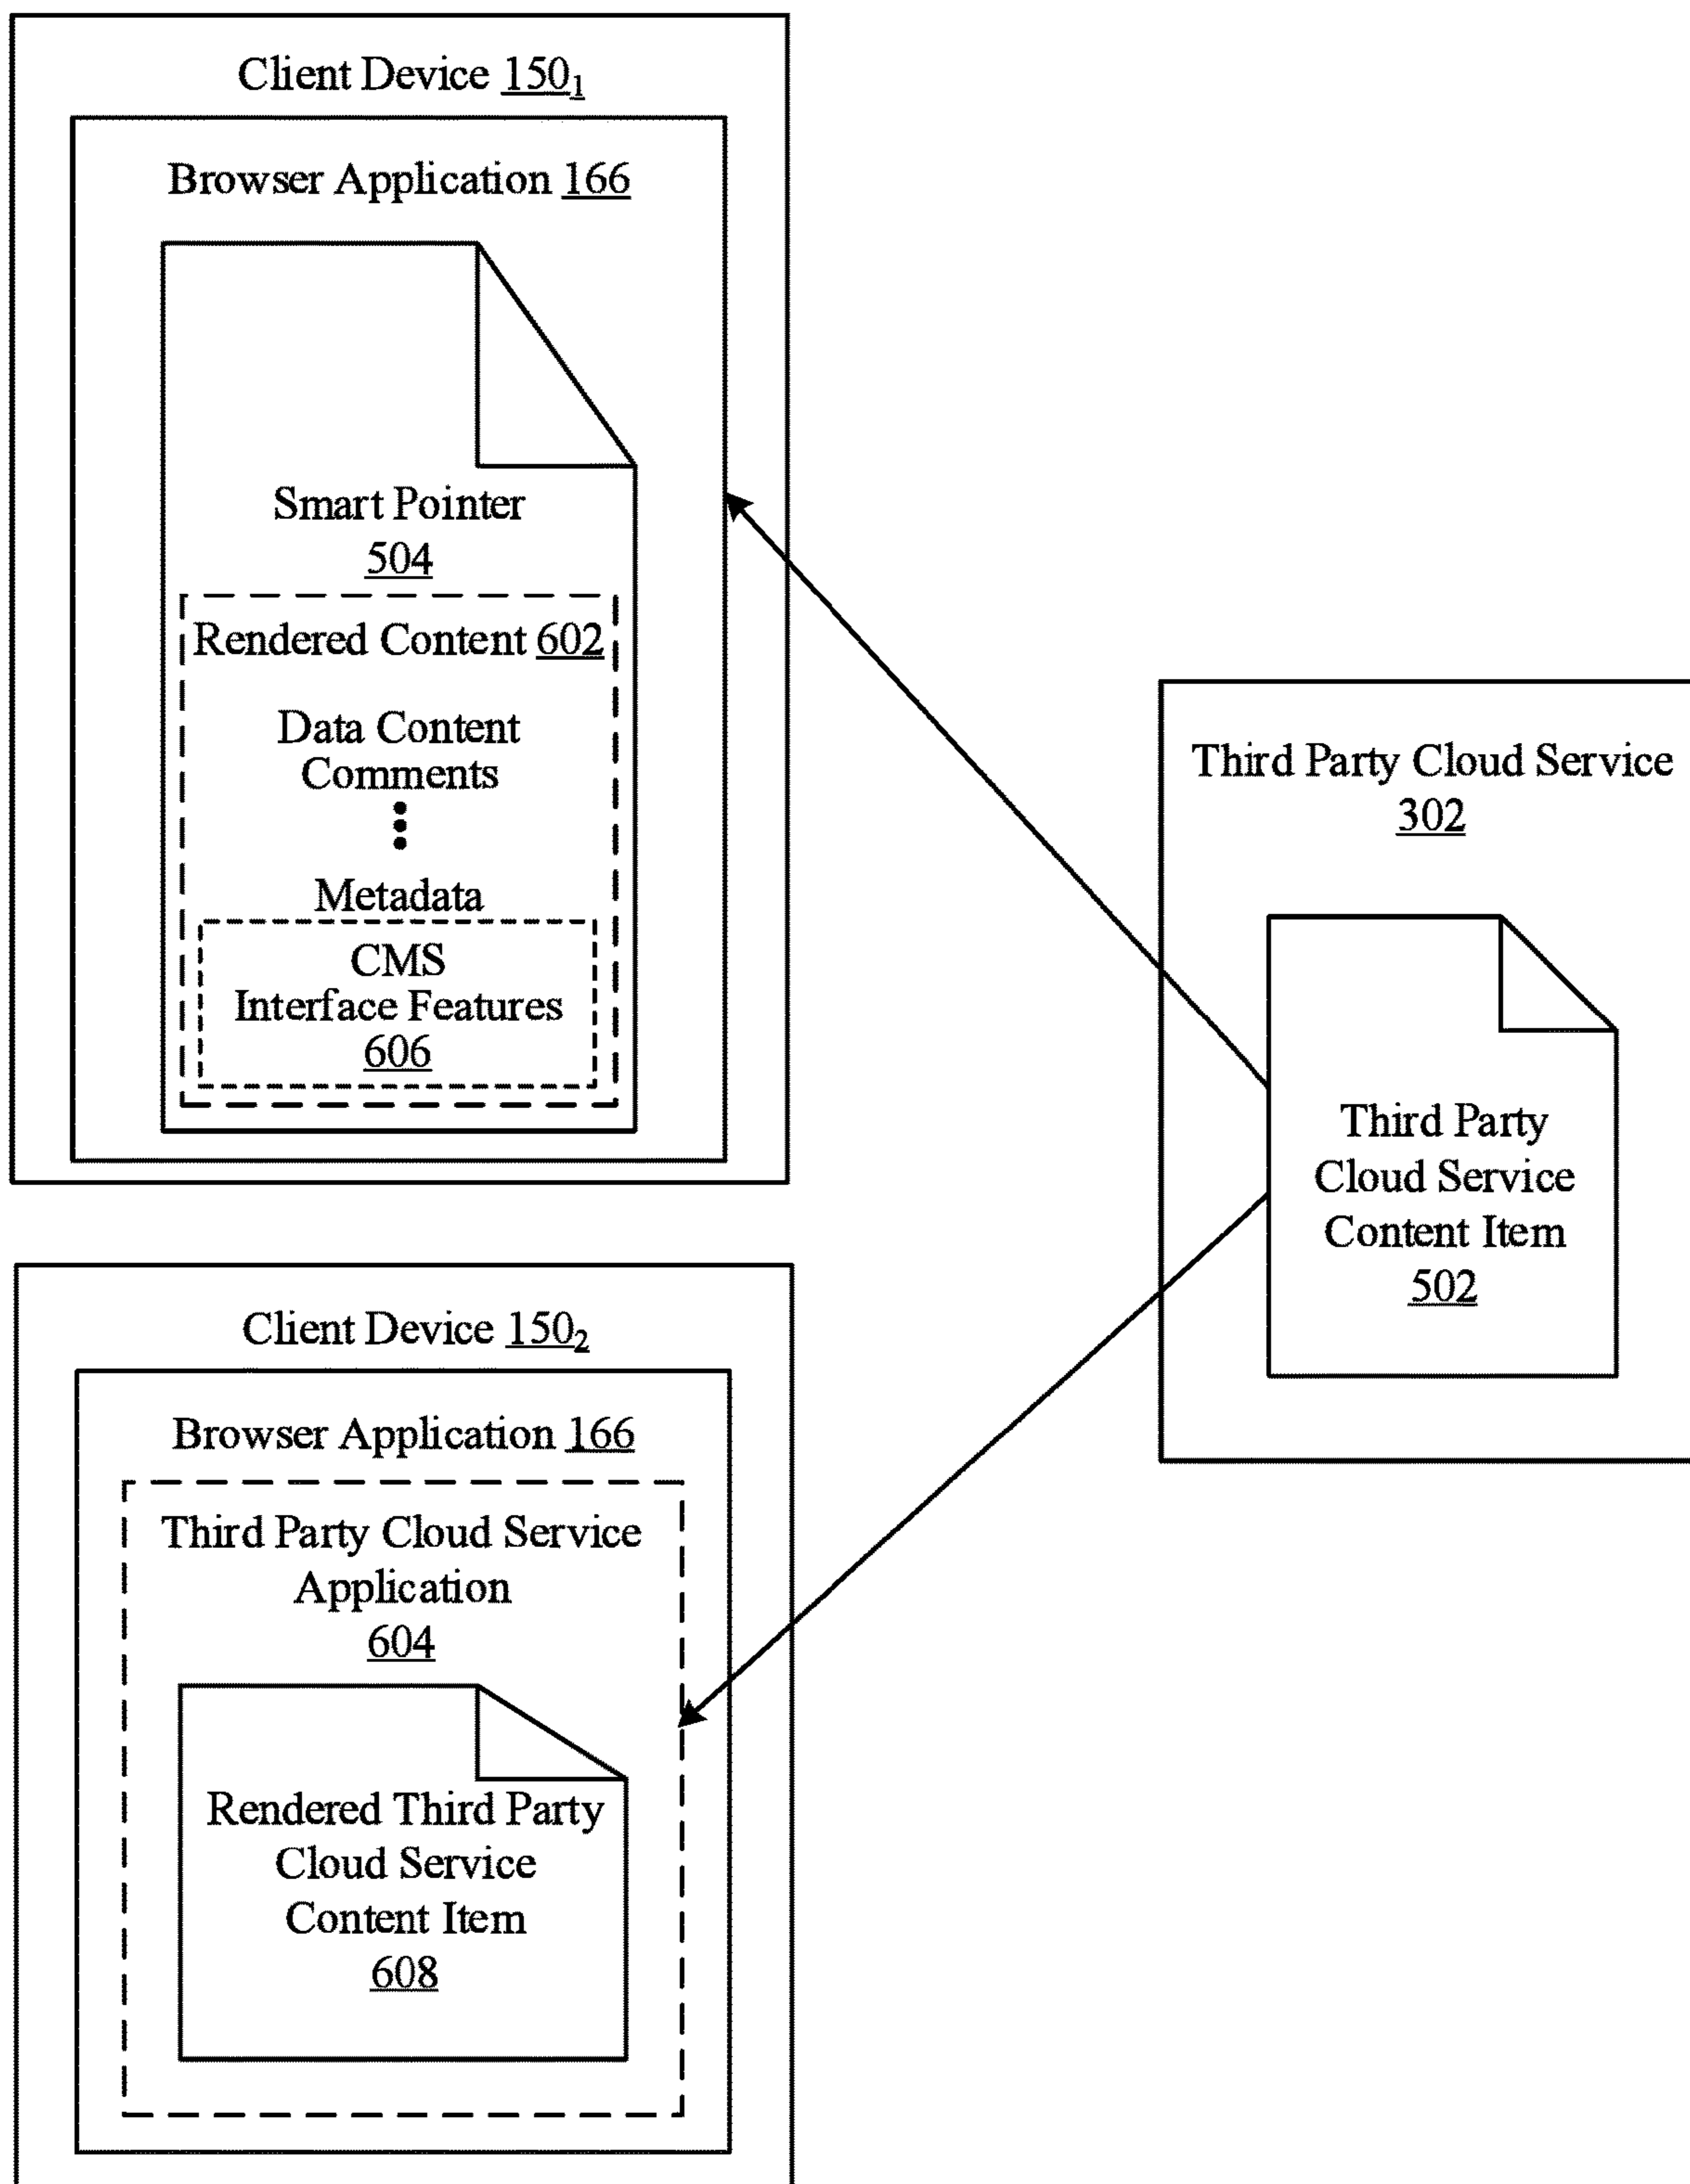 Client Device 150₁
Browser Application 166
Smart Pointer
504
Rendered Content 602
Data Content
Comments
Metadata
CMS
Interface Features
606
Third Party Cloud Service
302
Third Party
Cloud Service
Content Item
502
Client Device 150₂
Browser Application 166
Third Party Cloud Service
Application
604
Rendered Third Party
Cloud Service
Content Item
608